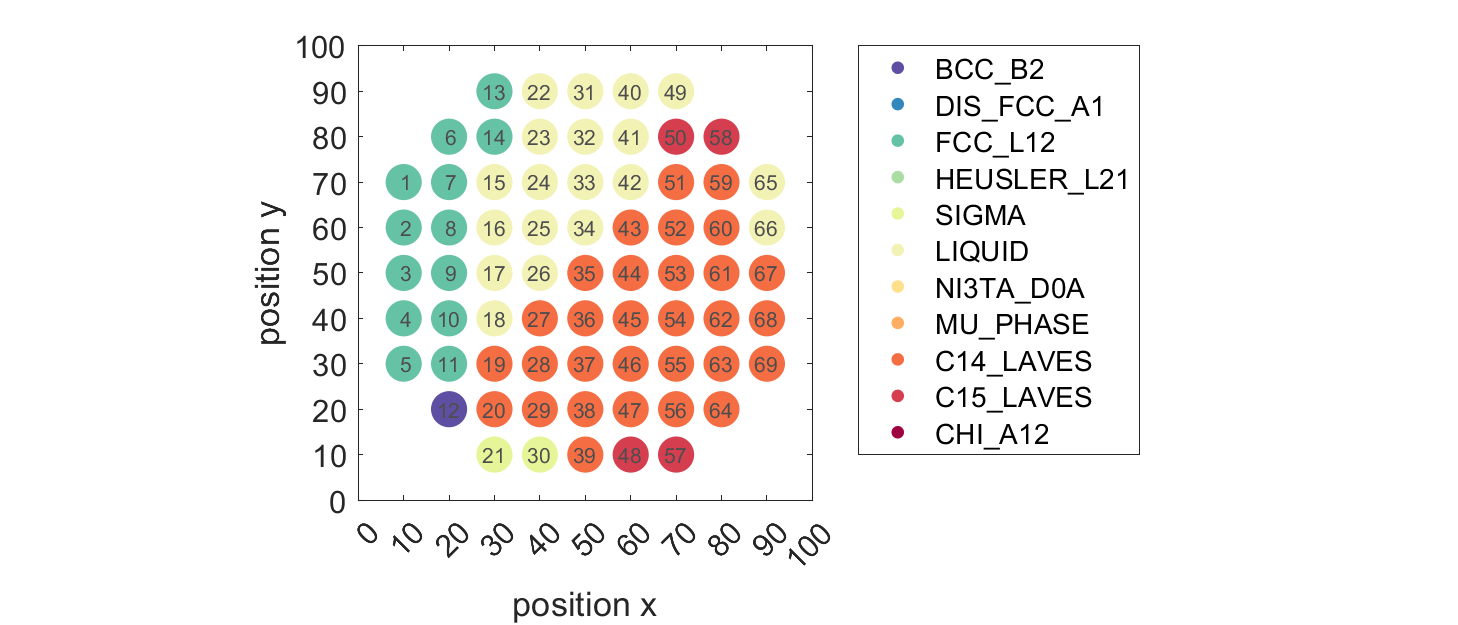 100
90
80
70
60
50
40
30
20
10
0
position y
13 22 31 40 49
6 14 23 32 41 50 58
1 7 15 24 33 42 51 59 65
2 8 16 25 34 43 52 60 66
3 9 17 26 35 44 53 61 67
4 10 18 27 36 45 54 62 68
5 11 19 28 37 46 55 63 69
12 20 29 38 47 56 64
21 30 39 48 57
0 10 20 30 40 50 60 70 80 90 100
position x
BCC_B2
DIS_FCC_A1
FCC_L12
HEUSLER_L21
SIGMA
LIQUID
NI3TA_D0A
MU_PHASE
C14_LAVES
C15_LAVES
CHI_A12